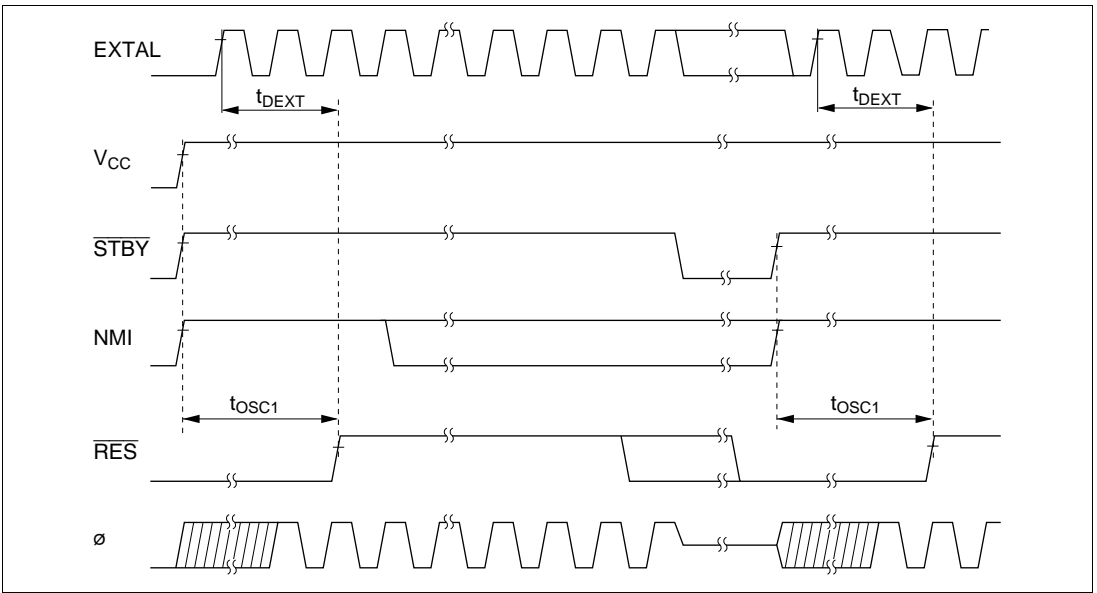 EXTAL
tDEXT tDEXT
VCC
STBY
NMI
tOSC1 tOSC1
RES
ø